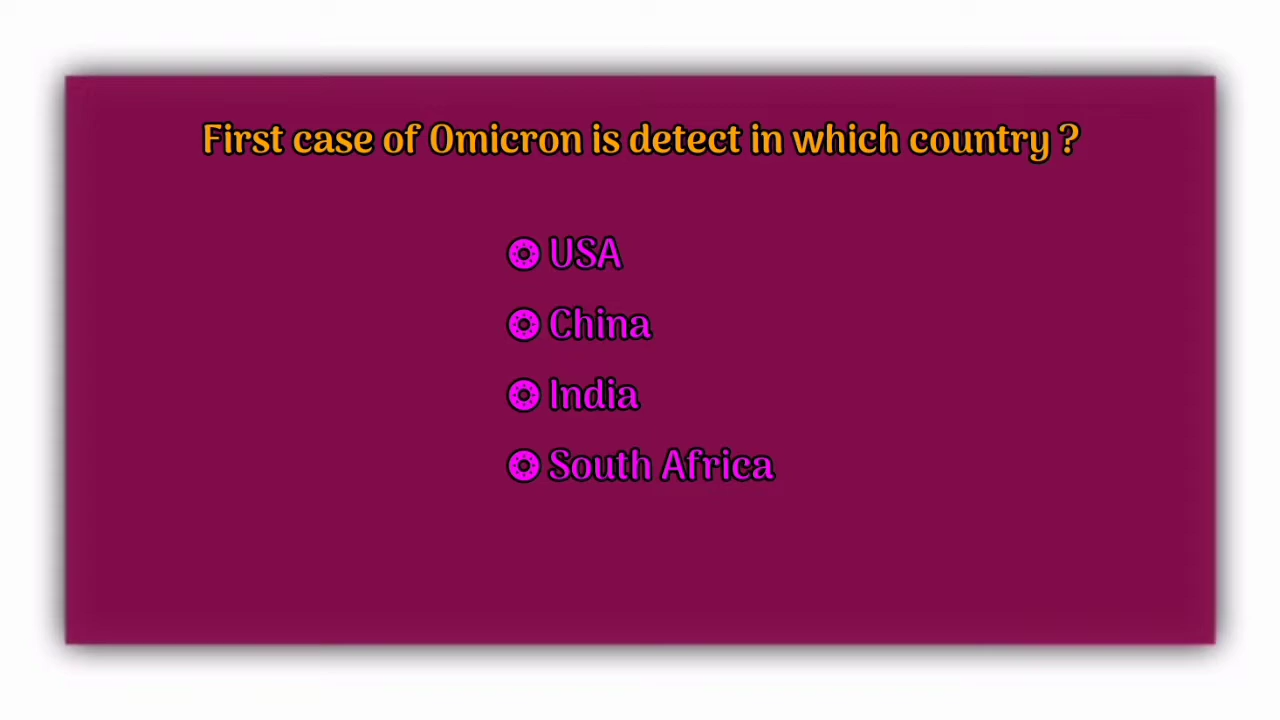 First case of Omicron is detect in which country ?
USA
China
India
South Africa